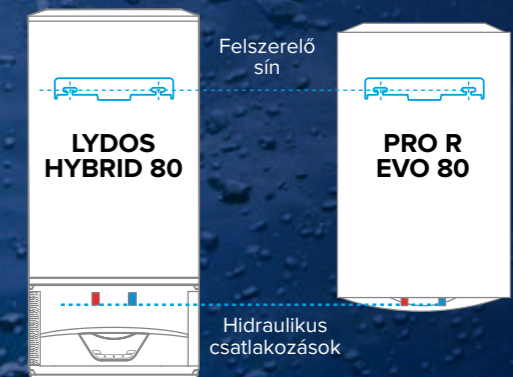 Felszerelő
sín
LYDOS
HYBRID 80
PRO R
EVO 80
Hidraulikus
csatlakozások